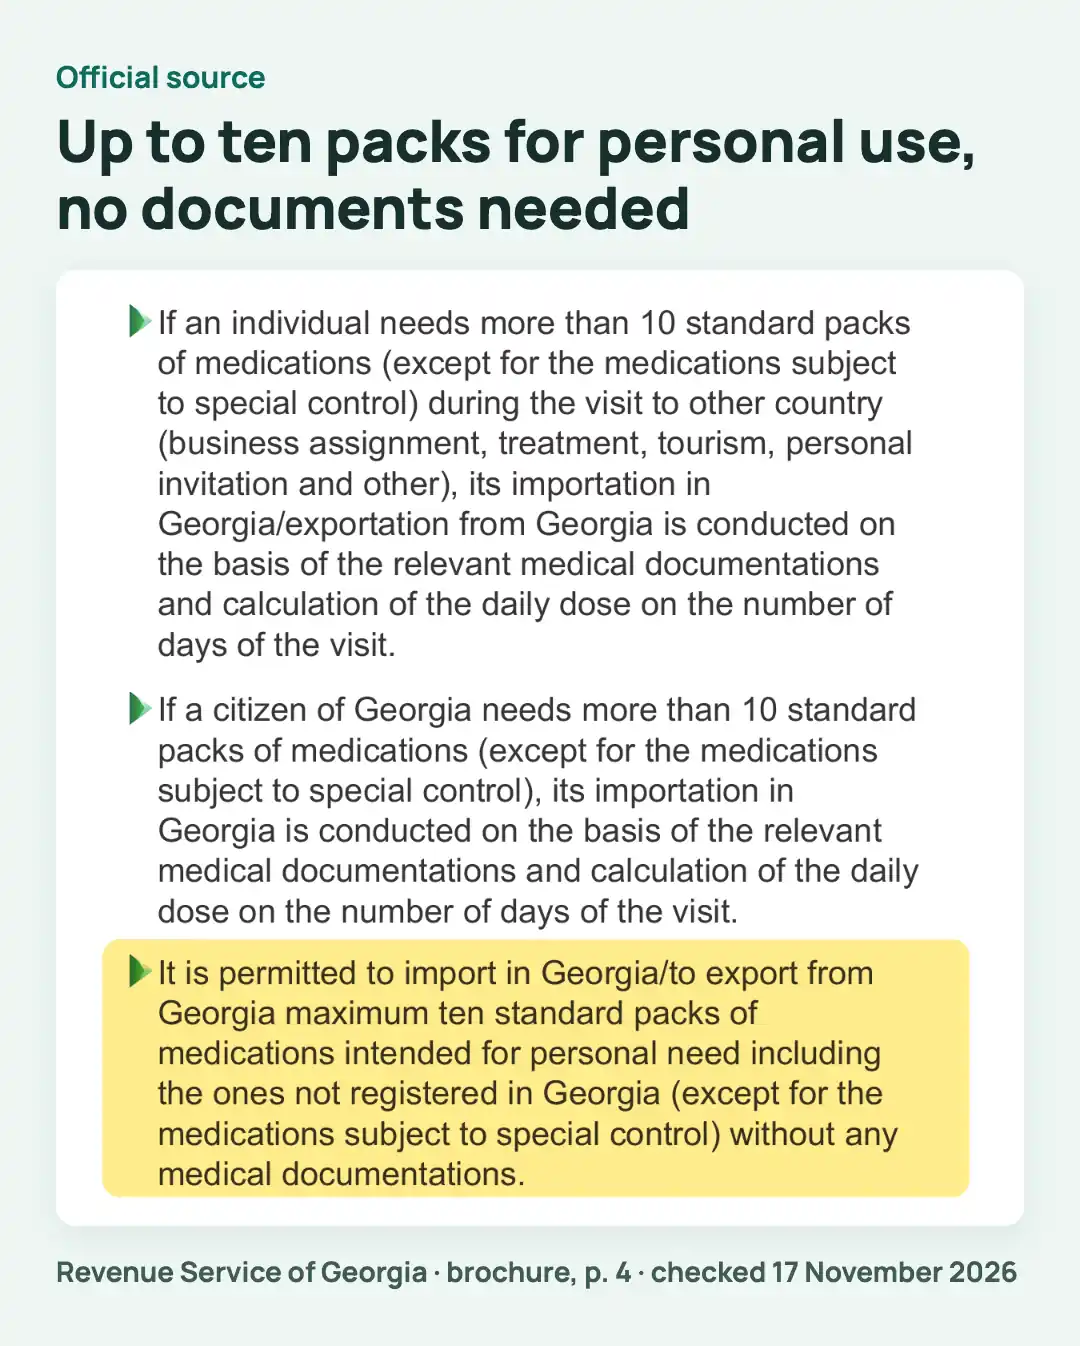 Official source
Up to ten packs for personal use,
no documents needed
If an individual needs more than 10 standard packs
of medications (except for the medications subject
to special control) during the visit to other country
(business assignment, treatment, tourism, personal
invitation and other), its importation in
Georgia/exportation from Georgia is conducted on
the basis of the relevant medical documentations
and calculation of the daily dose on the number of
days of the visit.
If a citizen of Georgia needs more than 10 standard
packs of medications (except for the medications
subject to special control), its importation in
Georgia is conducted on the basis of the relevant
medical documentations and calculation of the daily
dose on the number of days of the visit.
It is permitted to import in Georgia/to export from
Georgia maximum ten standard packs of
medications intended for personal need including
the ones not registered in Georgia (except for the
medications subject to special control) without any
medical documentations.
Revenue Service of Georgia · brochure, p. 4 · checked 17 November 2026